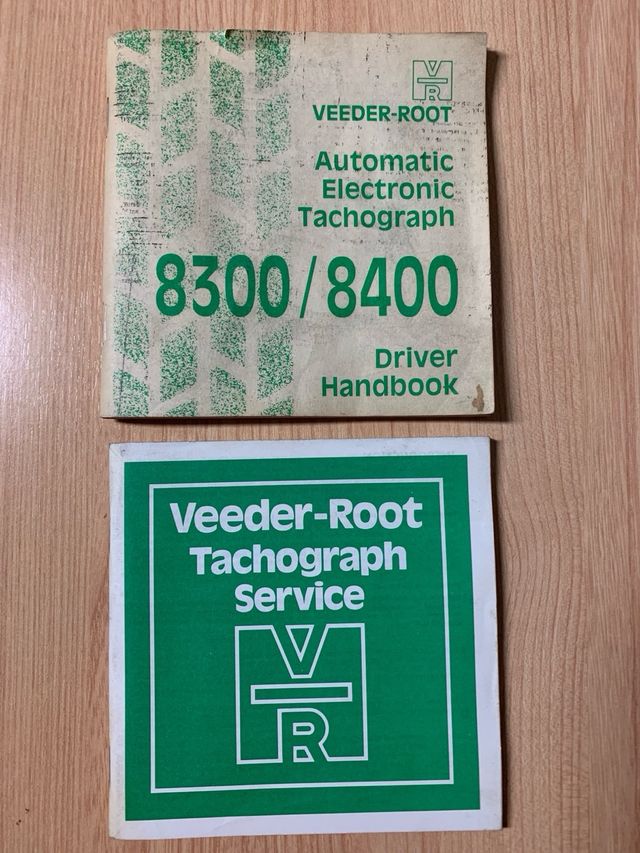 V
R
VEEDER-ROOT
Automatic
Electronic
Tachograph
8300/8400
Driver
Handbook
Veeder-Root
Tachograph
Service
V
R